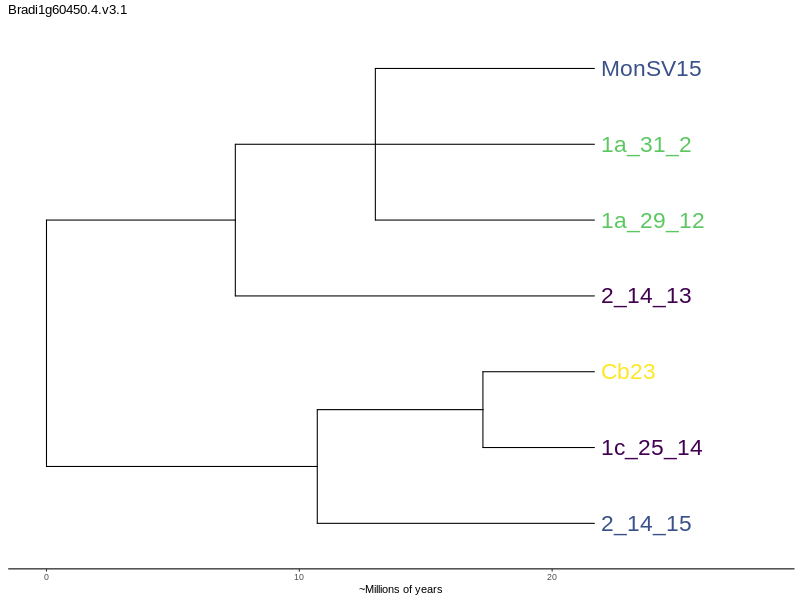 Bradi1g60450.4.v3.1
MonSV15
1a_31_2
1a_29_12
2_14_13
Cb23
1c_25_14
2_14_15
0 10 20
~Millions of years